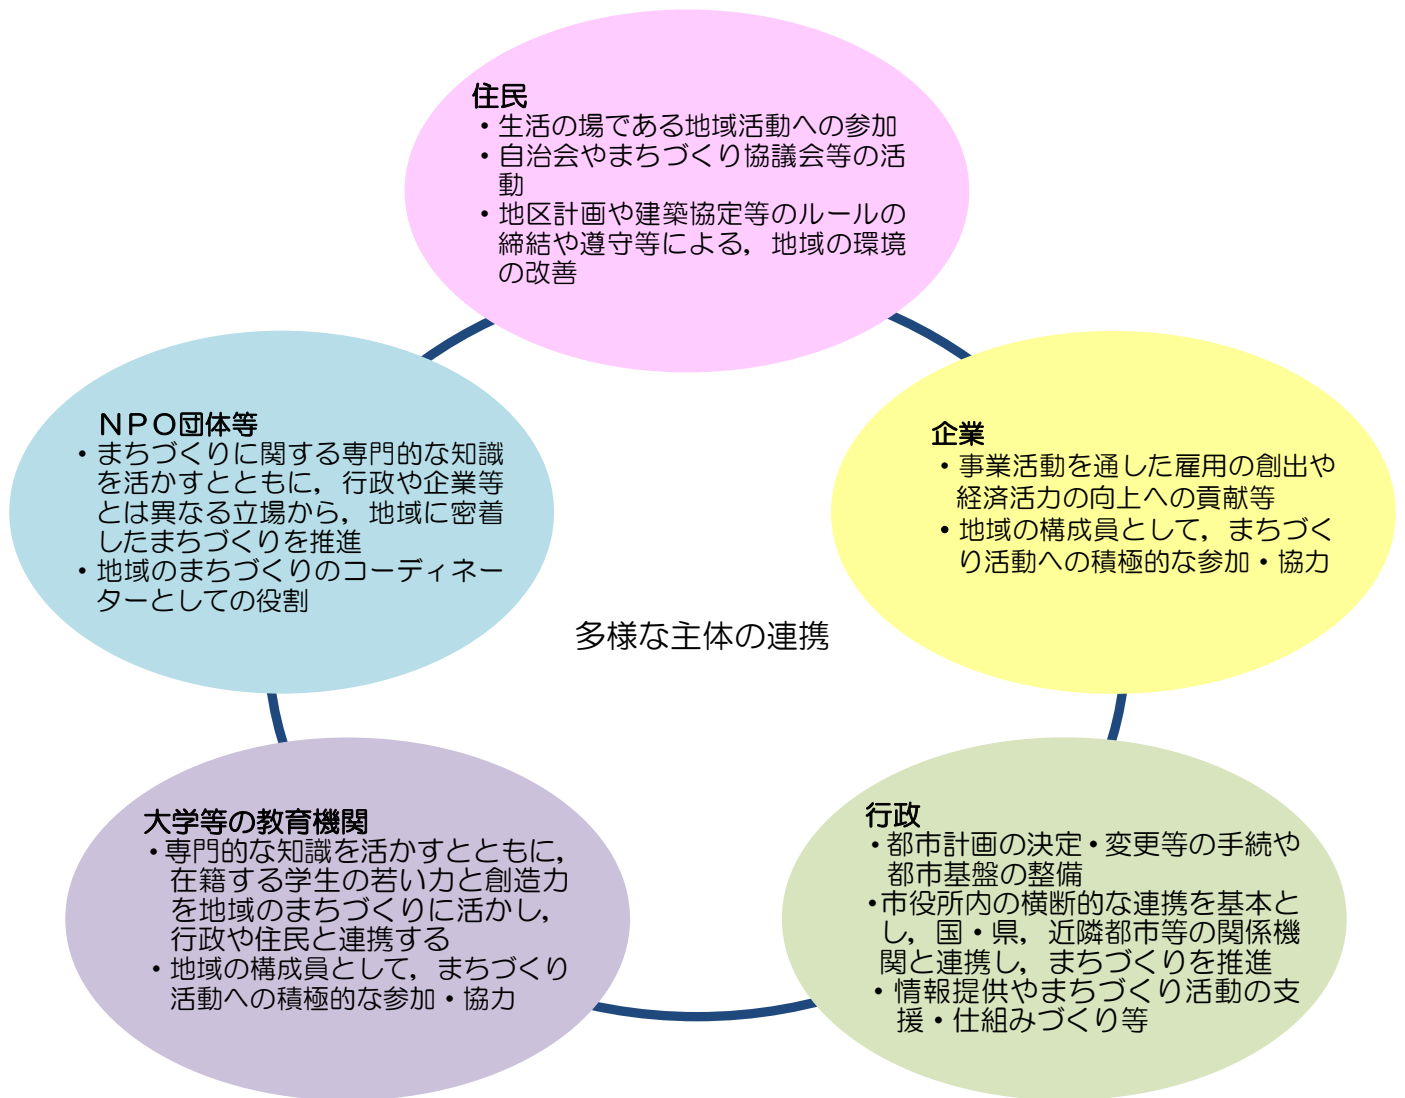 住民
・生活の場である地域活動への参加
・自治会やまちづくり協議会等の活
動
・地区計画や建築協定等のルールの
締結や遵守等による，地域の環境
の改善
ＮＰＯ団体等
・まちづくりに関する専門的な知識
を活かすとともに，行政や企業等
とは異なる立場から，地域に密着
したまちづくりを推進
・地域のまちづくりのコーディネー
ターとしての役割
企業
・事業活動を通した雇用の創出や
経済活力の向上への貢献等
・地域の構成員として，まちづく
り活動への積極的な参加・協力
多様な主体の連携
大学等の教育機関
・専門的な知識を活かすとともに，
在籍する学生の若い力と創造力
を地域のまちづくりに活かし，
行政や住民と連携する
・地域の構成員として，まちづくり
活動への積極的な参加・協力
行政
・都市計画の決定・変更等の手続や
都市基盤の整備
・市役所内の横断的な連携を基本と
し，国・県，近隣都市等の関係機
関と連携し，まちづくりを推進
・情報提供やまちづくり活動の支
援・仕組みづくり等